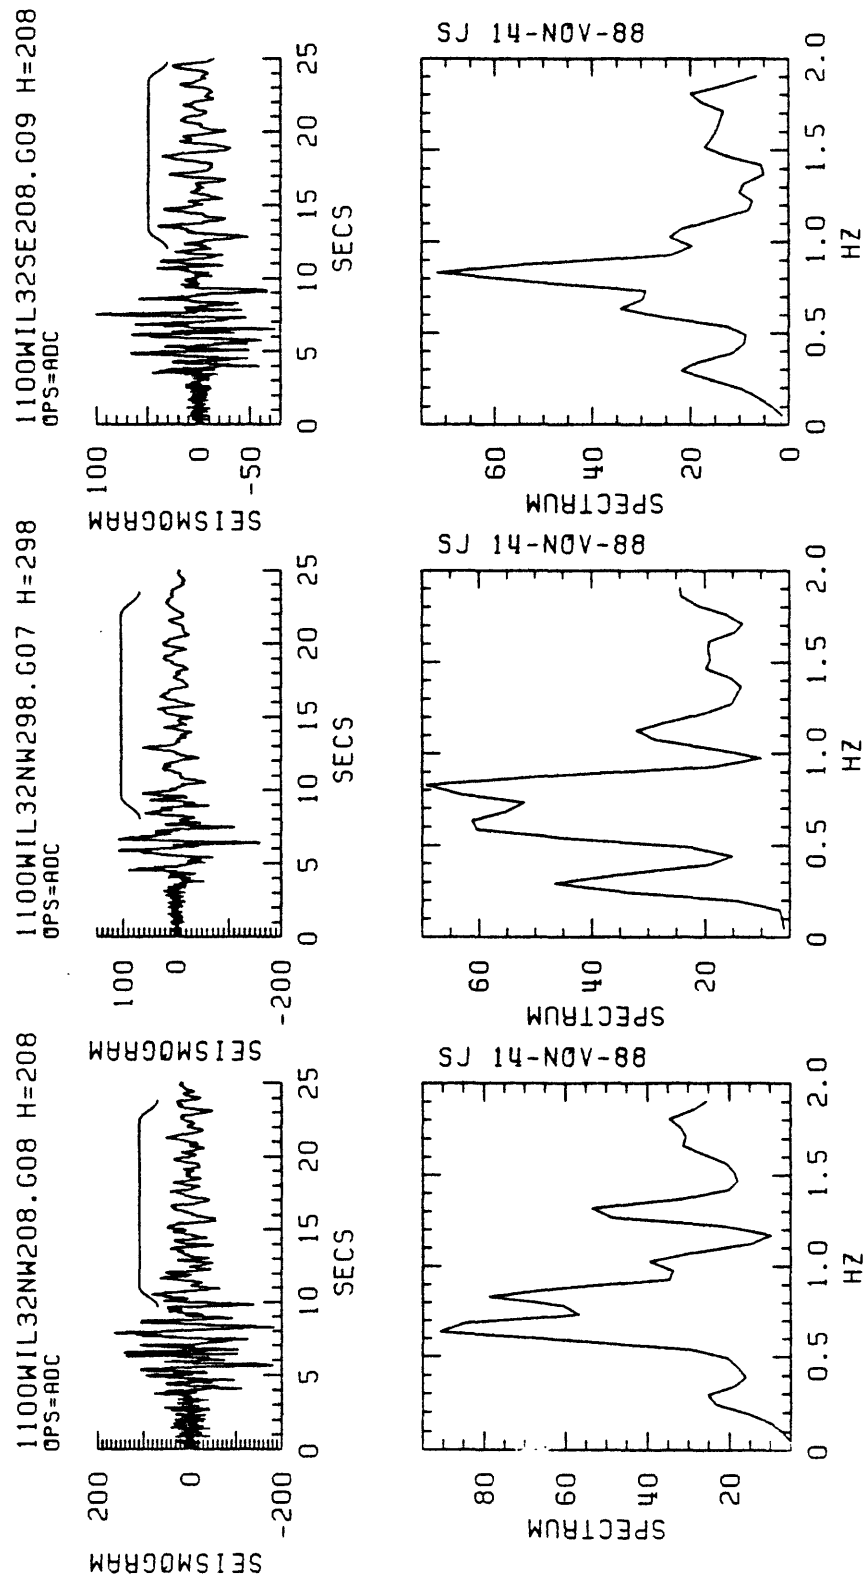 1100WIL32NW208.G08 H=208
OPS=ADC
SEISMOGRAM
200
0
-200
0 5 10 15 20 25
SECS
SJ 14-NOV-88
SPECTRUM
80
60
40
20
0 0.5 1.0 1.5 2.0
HZ
1100WIL32NW298.G07 H=298
OPS=ADC
SEISMOGRAM
100
0
-200
0 5 10 15 20 25
SECS
SJ 14-NOV-88
SPECTRUM
60
40
20
0 0.5 1.0 1.5 2.0
HZ
1100WIL32SE208.G09 H=208
OPS=ADC
SEISMOGRAM
100
0
-50
0 5 10 15 20 25
SECS
SJ 14-NOV-88
SPECTRUM
60
40
20
0
0 0.5 1.0 1.5 2.0
HZ